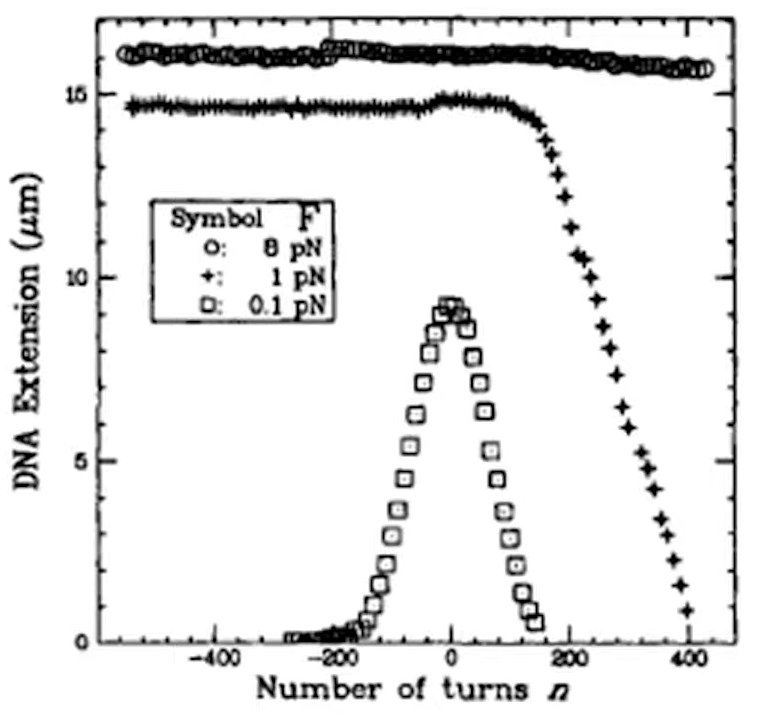 15
10
5
0
DNA Extension (μm)
Symbol F
○: 8 pN
+: 1 pN
□: 0.1 pN
-400 -200 0 200 400
Number of turns n